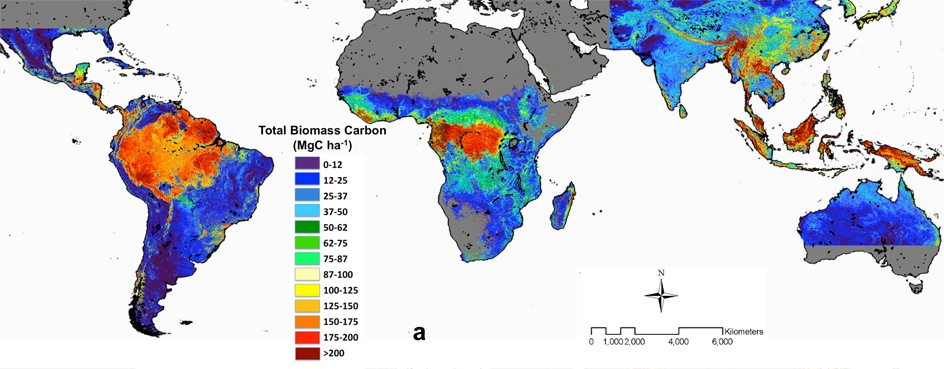 Total Biomass Carbon
(MgC ha⁻¹)
0-12
12-25
25-37
37-50
50-62
62-75
75-87
87-100
100-125
125-150
150-175
175-200
>200
a
N
Kilometers
0 1,000 2,000 4,000 6,000